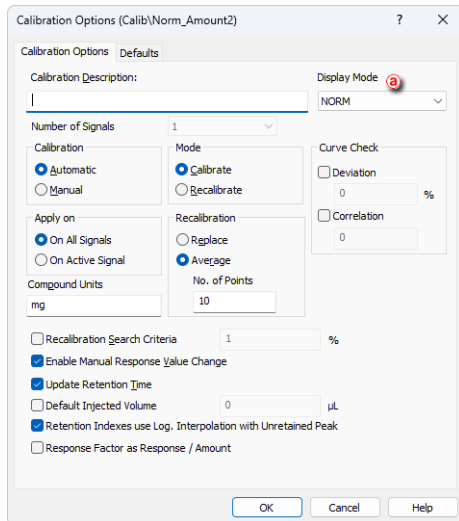 Calibration Options (Calib\Norm_Amount2) ? ×
Calibration Options Defaults
Calibration Description: Display Mode a
NORM
Number of Signals 1
Calibration Mode Curve Check
Automatic Calibrate Deviation
Manual Recalibrate 0 %
Correlation
0
Apply on Recalibration
On All Signals Replace
On Active Signal Average
Compound Units No. of Points
mg 10
Recalibration Search Criteria 1 %
Enable Manual Response Value Change
Update Retention Time
Default Injected Volume 0 µL
Retention Indexes use Log. Interpolation with Unretained Peak
Response Factor as Response / Amount
OK Cancel Help